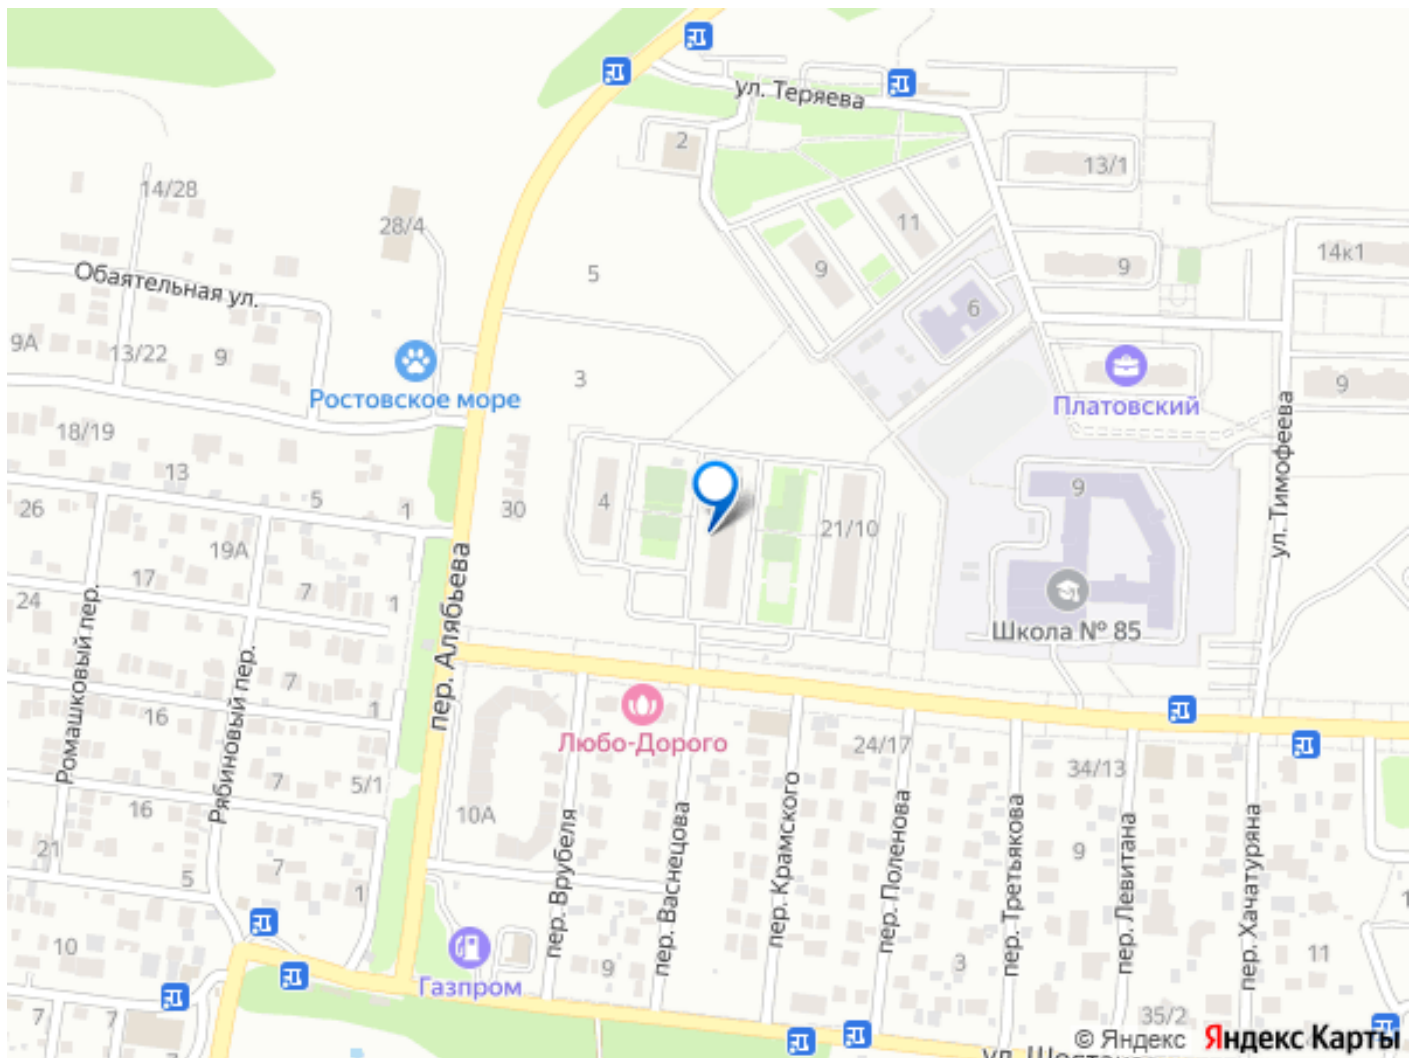 ул. Теряева
2
13/1
14/28
28/4
11
14к1
9
9
5
Обаятельная ул.
6
9А
13/22
9
3
Ростовское море
Платовский
9
18/19
13
5
1
26
4
30
21/10
9
ул. Тимофеева
19А
17
7
1
24
Школа № 85
пер. Алябьева
Ромашковый пер.
Рябиновый пер.
7
16
1
Любо-Дорого
24/17
34/13
7
5/1
16
10А
21
5
7
1
9
пер. Врубеля
пер. Васнецова
пер. Крамского
пер. Поленова
пер. Третьякова
пер. Левитана
пер. Хачатуряна
10
Газпром
9
3
11
7
7
35/2
© Яндекс
Яндекс Карты